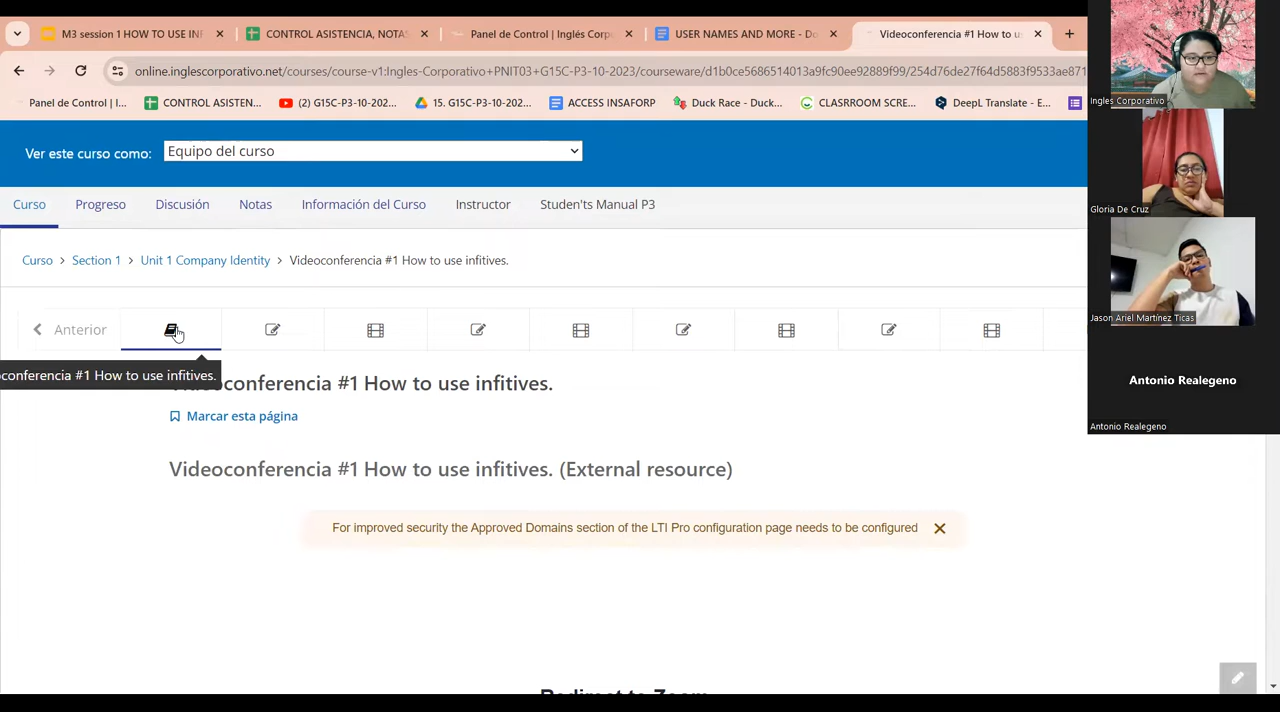 M3 session 1 HOW TO USE INF
CONTROL ASISTENCIA, NOTAS
Panel de Control | Inglés Corp
USER NAMES AND MORE - Do
Videoconferencia #1 How to u
online.inglescorporativo.net/courses/course-v1:Ingles-Corporativo+PNIT03+G15C-P3-10-2023/courseware/d1b0ce5686514013a9fc90ee92889f99/254d76de27f64d5883f9533ae871
Panel de Control | I...
CONTROL ASISTEN...
(2) G15C-P3-10-202...
15. G15C-P3-10-202...
ACCESS INSAFORP
Duck Race - Duck...
CLASRROOM SCRE...
DeepL Translate - E...
Ver este curso como:
Equipo del curso
Curso
Progreso
Discusión
Notas
Información del Curso
Instructor
Studen'ts Manual P3
Curso > Section 1 > Unit 1 Company Identity > Videoconferencia #1 How to use infitives.
Anterior
conferencia #1 How to use infitives.
conferencia #1 How to use infitives.
Marcar esta página
Videoconferencia #1 How to use infitives. (External resource)
For improved security the Approved Domains section of the LTI Pro configuration page needs to be configured
Redirect to Zoom
Ingles Corporativo
Gloria De Cruz
Jason Ariel Martínez Ticas
Antonio Realegeno
Antonio Realegeno